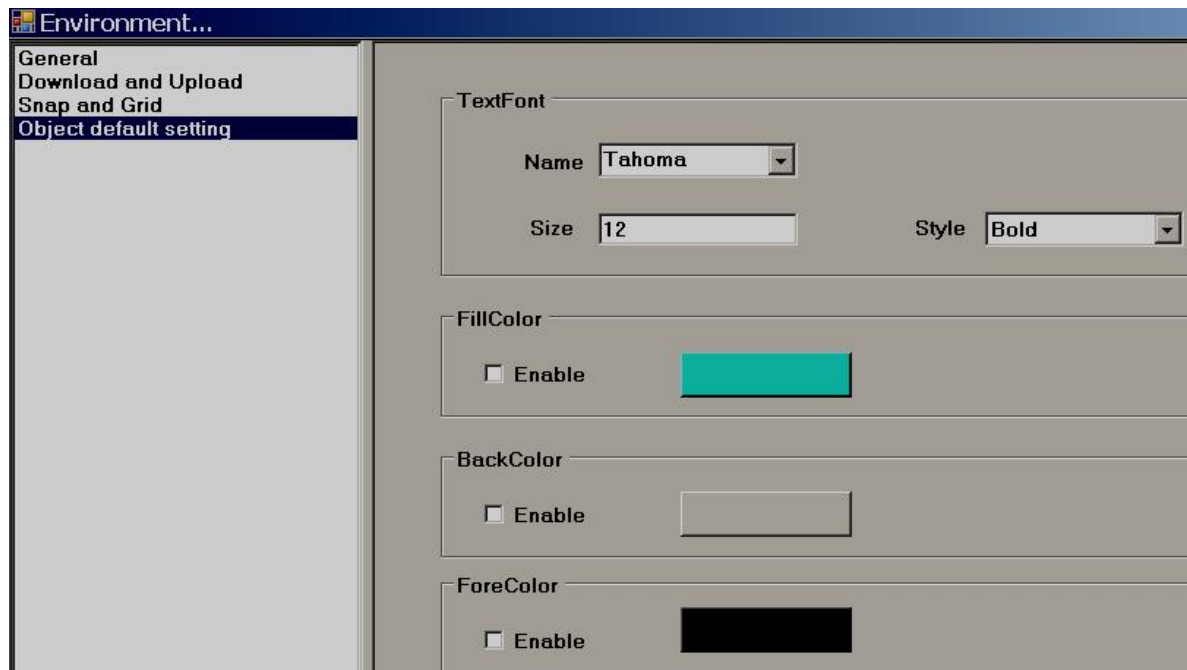 Environment...
General
Download and Upload
Snap and Grid
Object default setting
TextFont
Name Tahoma
Size 12 Style Bold
FillColor
Enable
BackColor
Enable
ForeColor
Enable